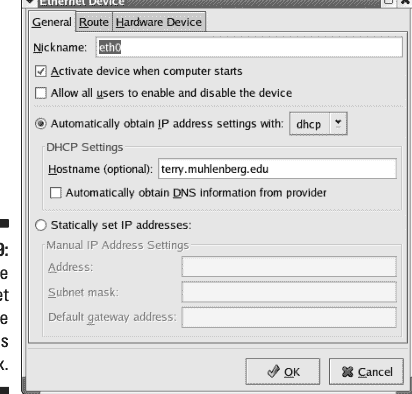 Ethernet Device
General Route Hardware Device
Nickname: eth0
Activate device when computer starts
Allow all users to enable and disable the device
Automatically obtain IP address settings with: dhcp
DHCP Settings
Hostname (optional): terry.muhlenberg.edu
Automatically obtain DNS information from provider
Statically set IP addresses:
Manual IP Address Settings
Address:
Subnet mask:
Default gateway address:
OK Cancel
9:
e
et
e
s
x.